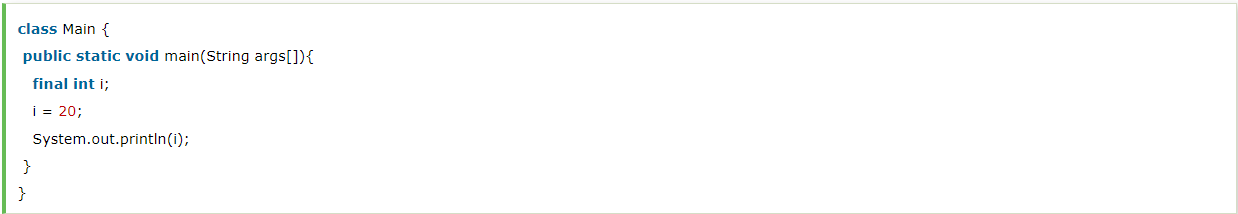 class Main {
public static void main(String args[]){
final int i;
i = 20;
System.out.println(i);
}
}